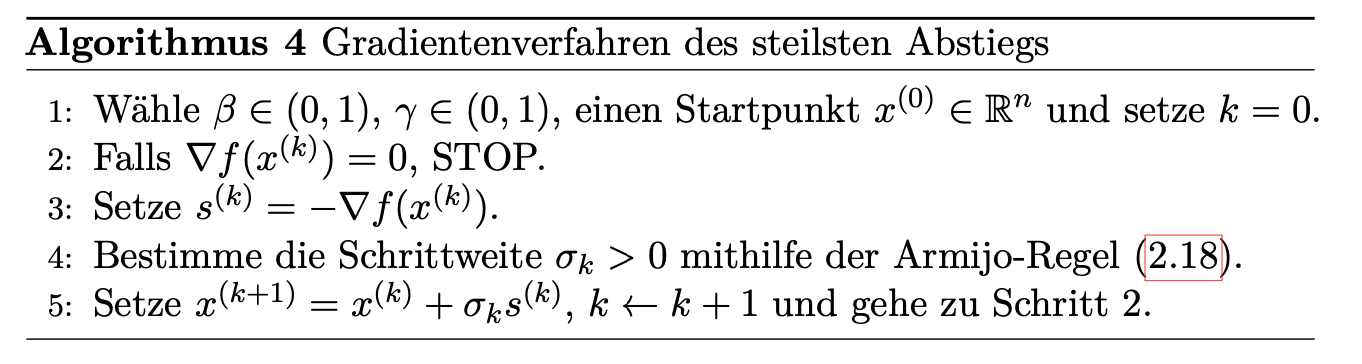 Algorithmus 4 Gradientenverfahren des steilsten Abstiegs
1: Wähle β ∈ (0, 1), γ ∈ (0, 1), einen Startpunkt x^{(0)} ∈ ℝ^n und setze k = 0.
2: Falls ∇f(x^{(k)}) = 0, STOP.
3: Setze s^{(k)} = −∇f(x^{(k)}).
4: Bestimme die Schrittweite σ_k > 0 mithilfe der Armijo-Regel (2.18).
5: Setze x^{(k+1)} = x^{(k)} + σ_k s^{(k)}, k ← k + 1 und gehe zu Schritt 2.